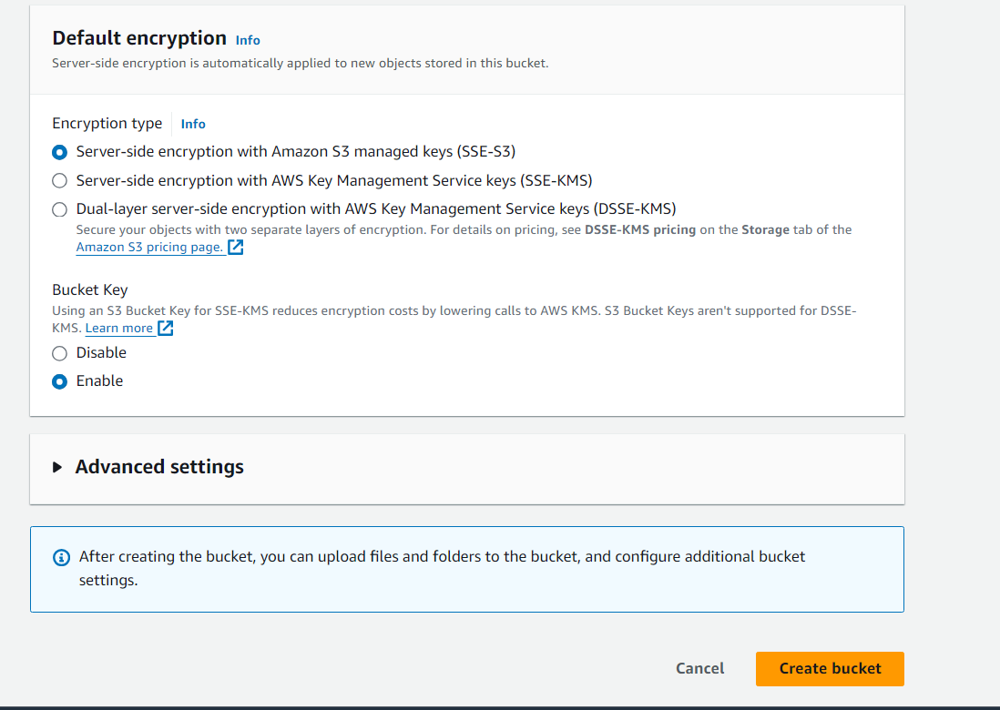 Default encryption Info
Server-side encryption is automatically applied to new objects stored in this bucket.
Encryption type Info
Server-side encryption with Amazon S3 managed keys (SSE-S3)
Server-side encryption with AWS Key Management Service keys (SSE-KMS)
Dual-layer server-side encryption with AWS Key Management Service keys (DSSE-KMS)
Secure your objects with two separate layers of encryption. For details on pricing, see DSSE-KMS pricing on the Storage tab of the
Amazon S3 pricing page.
Bucket Key
Using an S3 Bucket Key for SSE-KMS reduces encryption costs by lowering calls to AWS KMS. S3 Bucket Keys aren't supported for DSSE-
KMS. Learn more
Disable
Enable
Advanced settings
After creating the bucket, you can upload files and folders to the bucket, and configure additional bucket
settings.
Cancel Create bucket